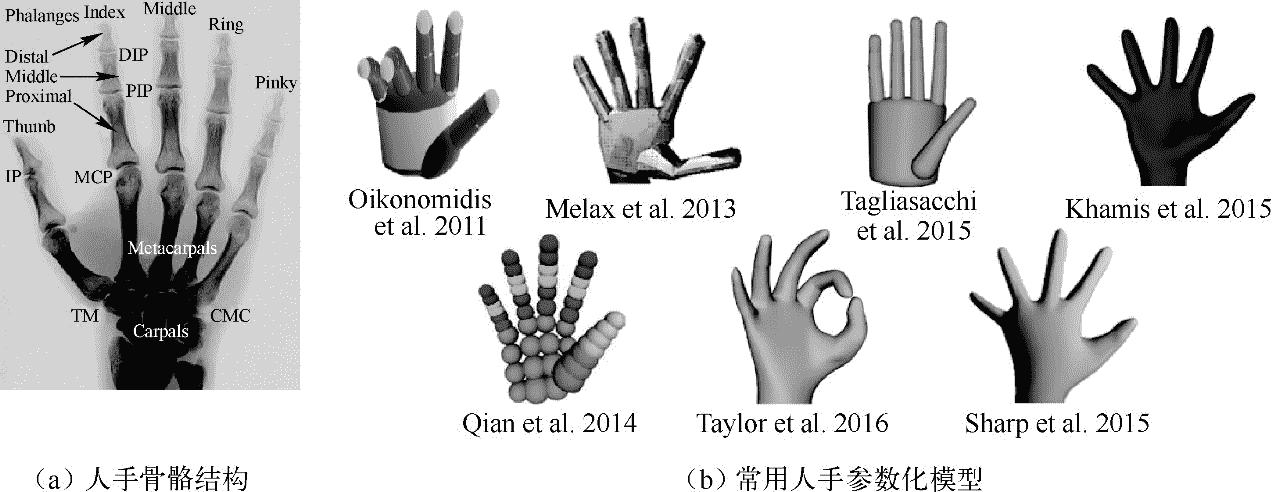 Phalanges Index Middle
Ring
Distal
DIP
Middle
PIP
Pinky
Proximal
Thumb
IP
MCP
Metacarpals
TM
CMC
Carpals
Oikonomidis
et al. 2011
Melax et al. 2013
Tagliasacchi
et al. 2015
Khamis et al. 2015
Qian et al. 2014
Taylor et al. 2016
Sharp et al. 2015
(a) 人手骨骼结构
(b) 常用人手参数化模型